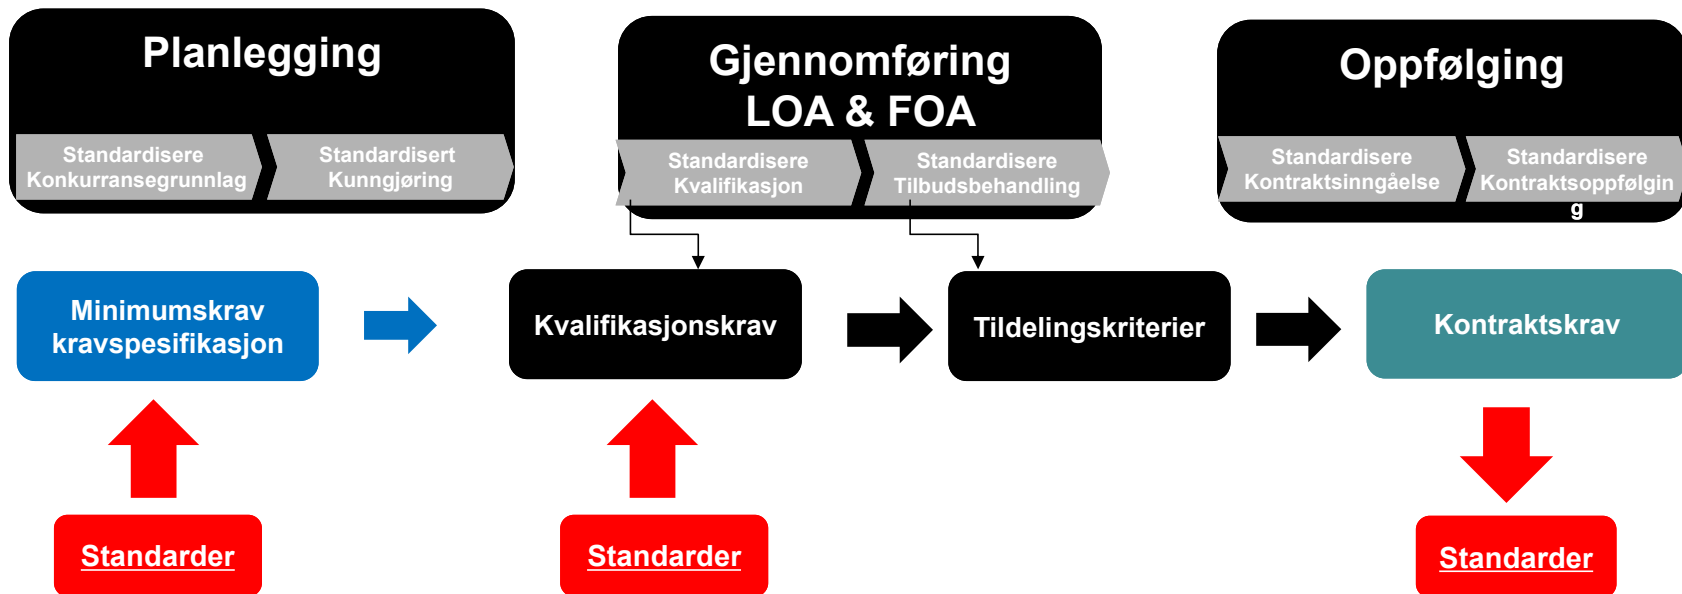 Planlegging
Standardisere
Konkurransegrunnlag
Standardisert
Kunngjøring
Gjennomføring
LOA & FOA
Standardisere
Kvalifikasjon
Standardisere
Tilbudsbehandling
Oppfølging
Standardisere
Kontraktsinngåelse
Standardisere
Kontraktsoppfølgin
g
Minimumskrav
kravspesifikasjon
Kvalifikasjonskrav
Tildelingskriterier
Kontraktskrav
Standarder
Standarder
Standarder